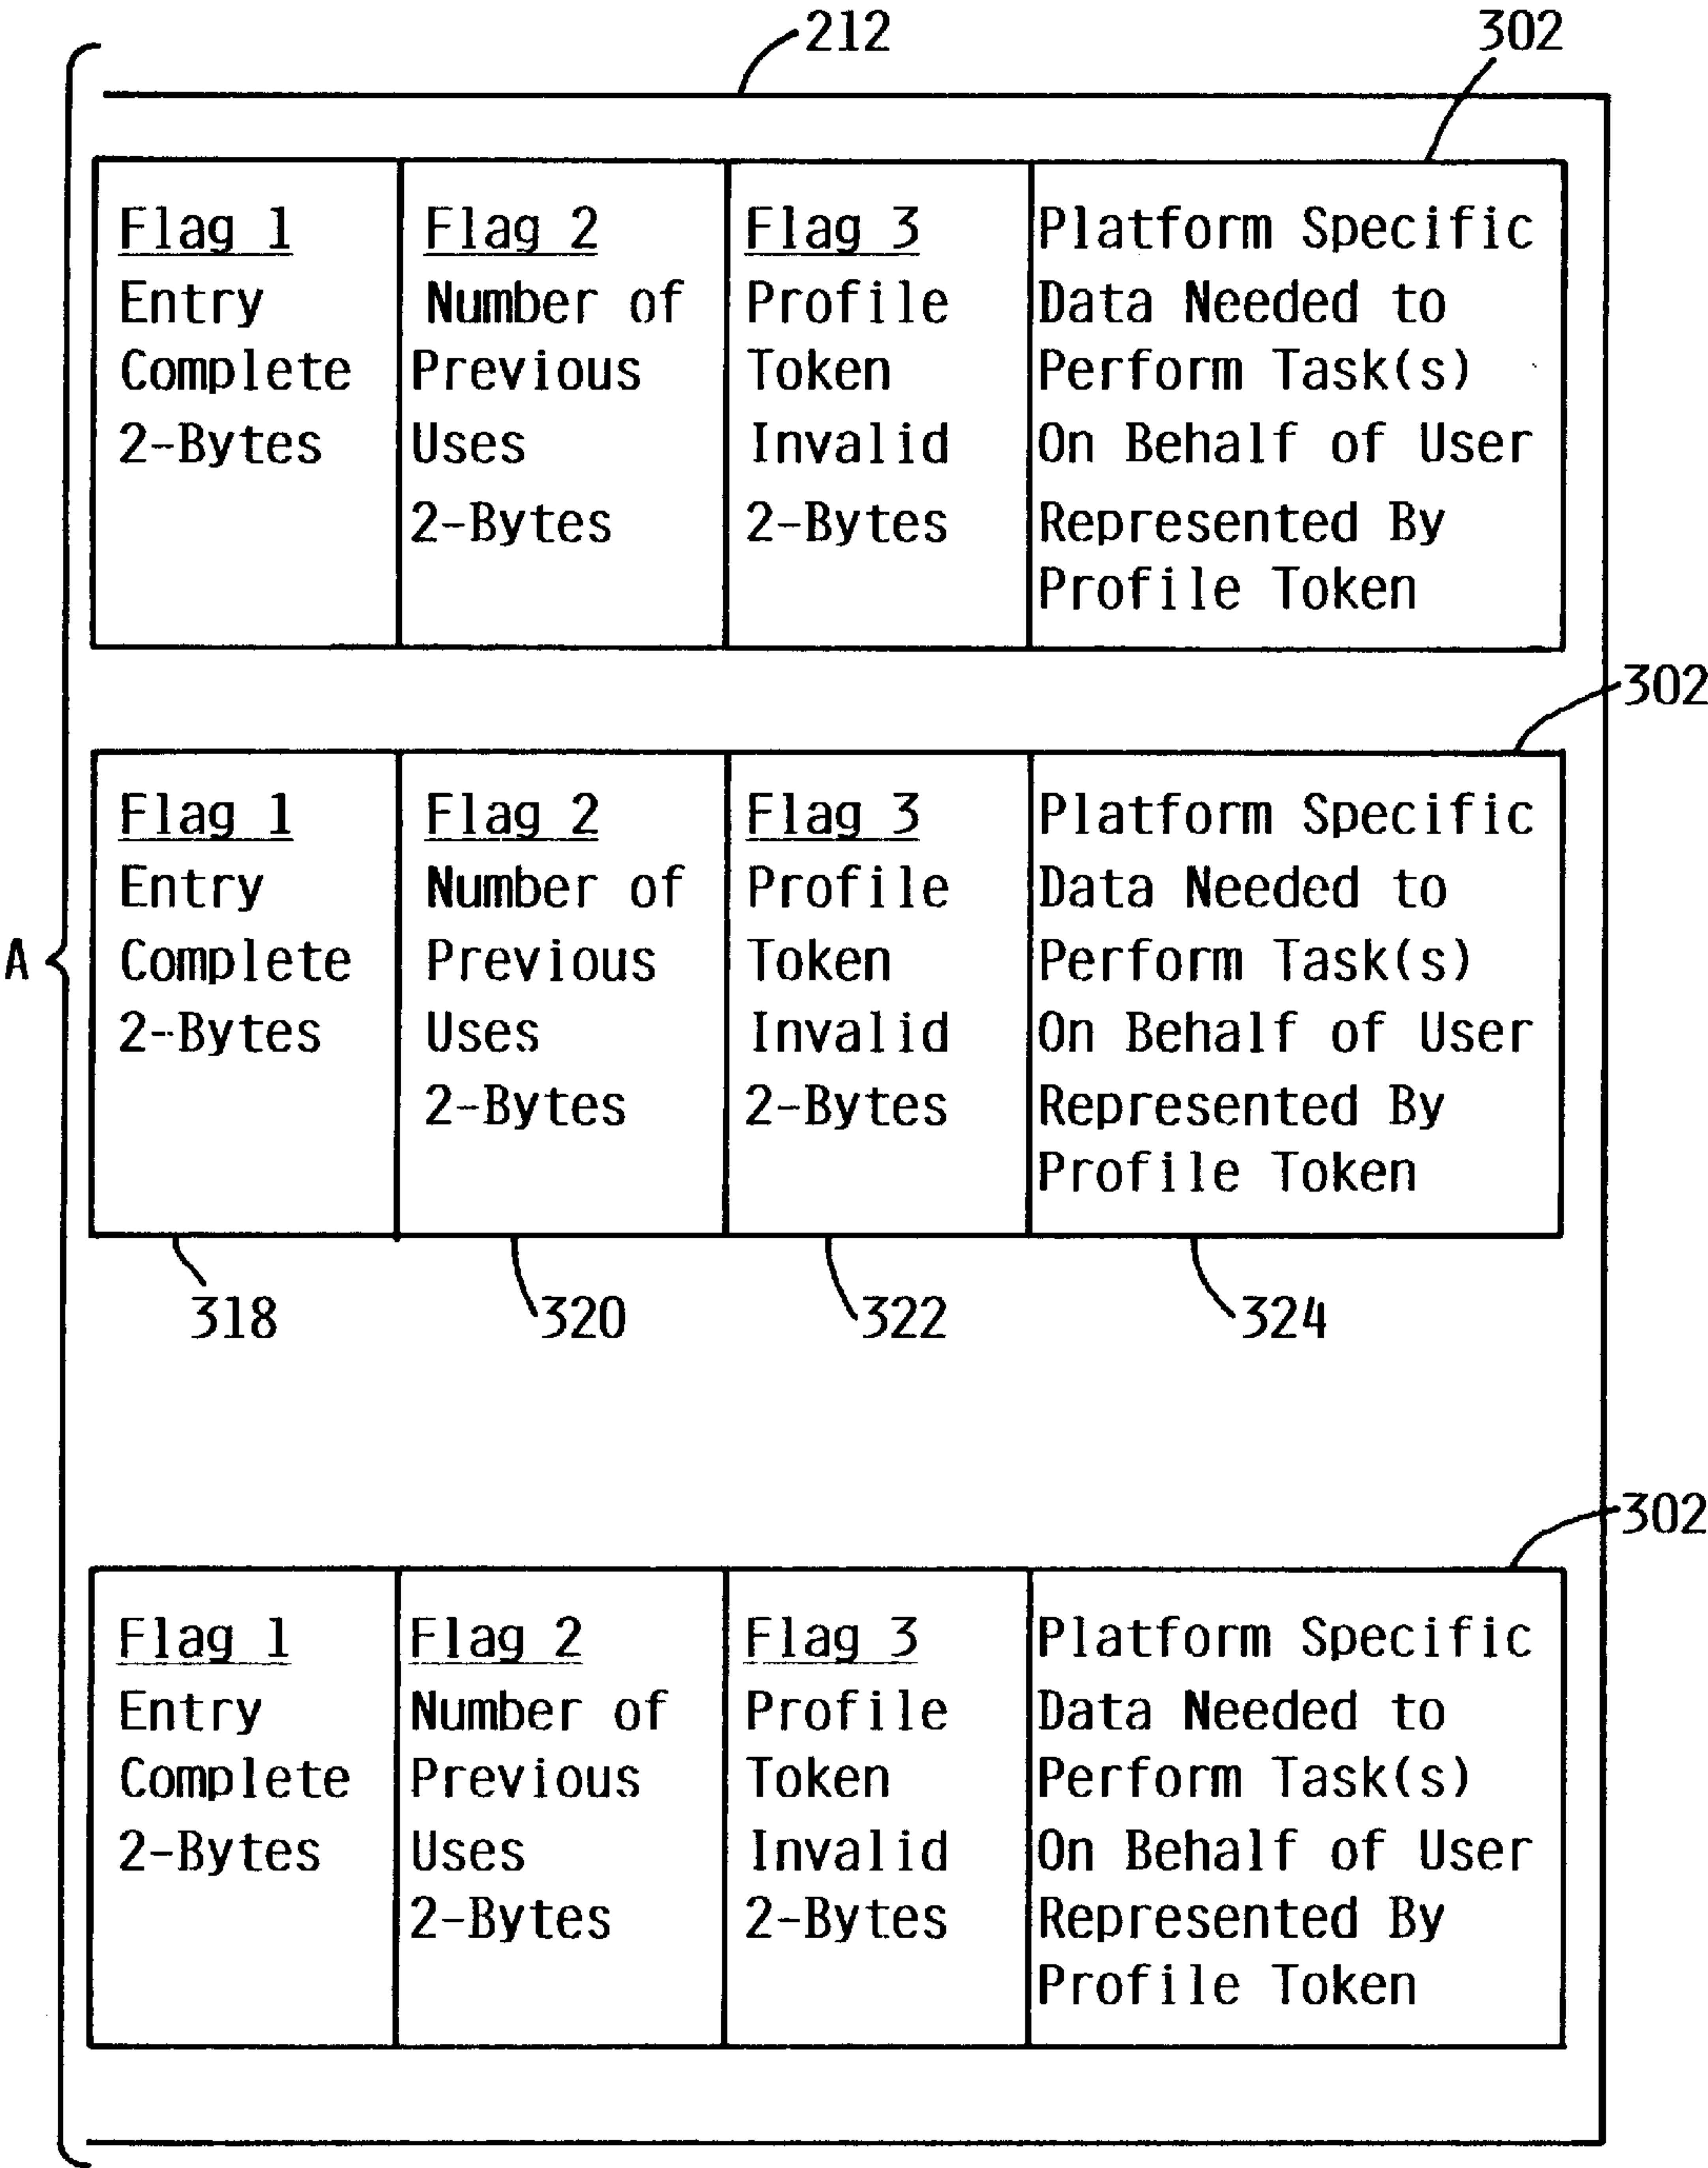 212
302
Flag 1
Entry
Complete
2-Bytes
Flag 2
Number of
Previous
Uses
2-Bytes
Flag 3
Profile
Token
Invalid
2-Bytes
Platform Specific
Data Needed to
Perform Task(s)
On Behalf of User
Represented By
Profile Token
302
A
Flag 1
Entry
Complete
2-Bytes
Flag 2
Number of
Previous
Uses
2-Bytes
Flag 3
Profile
Token
Invalid
2-Bytes
Platform Specific
Data Needed to
Perform Task(s)
On Behalf of User
Represented By
Profile Token
318
320
322
324
302
Flag 1
Entry
Complete
2-Bytes
Flag 2
Number of
Previous
Uses
2-Bytes
Flag 3
Profile
Token
Invalid
2-Bytes
Platform Specific
Data Needed to
Perform Task(s)
On Behalf of User
Represented By
Profile Token